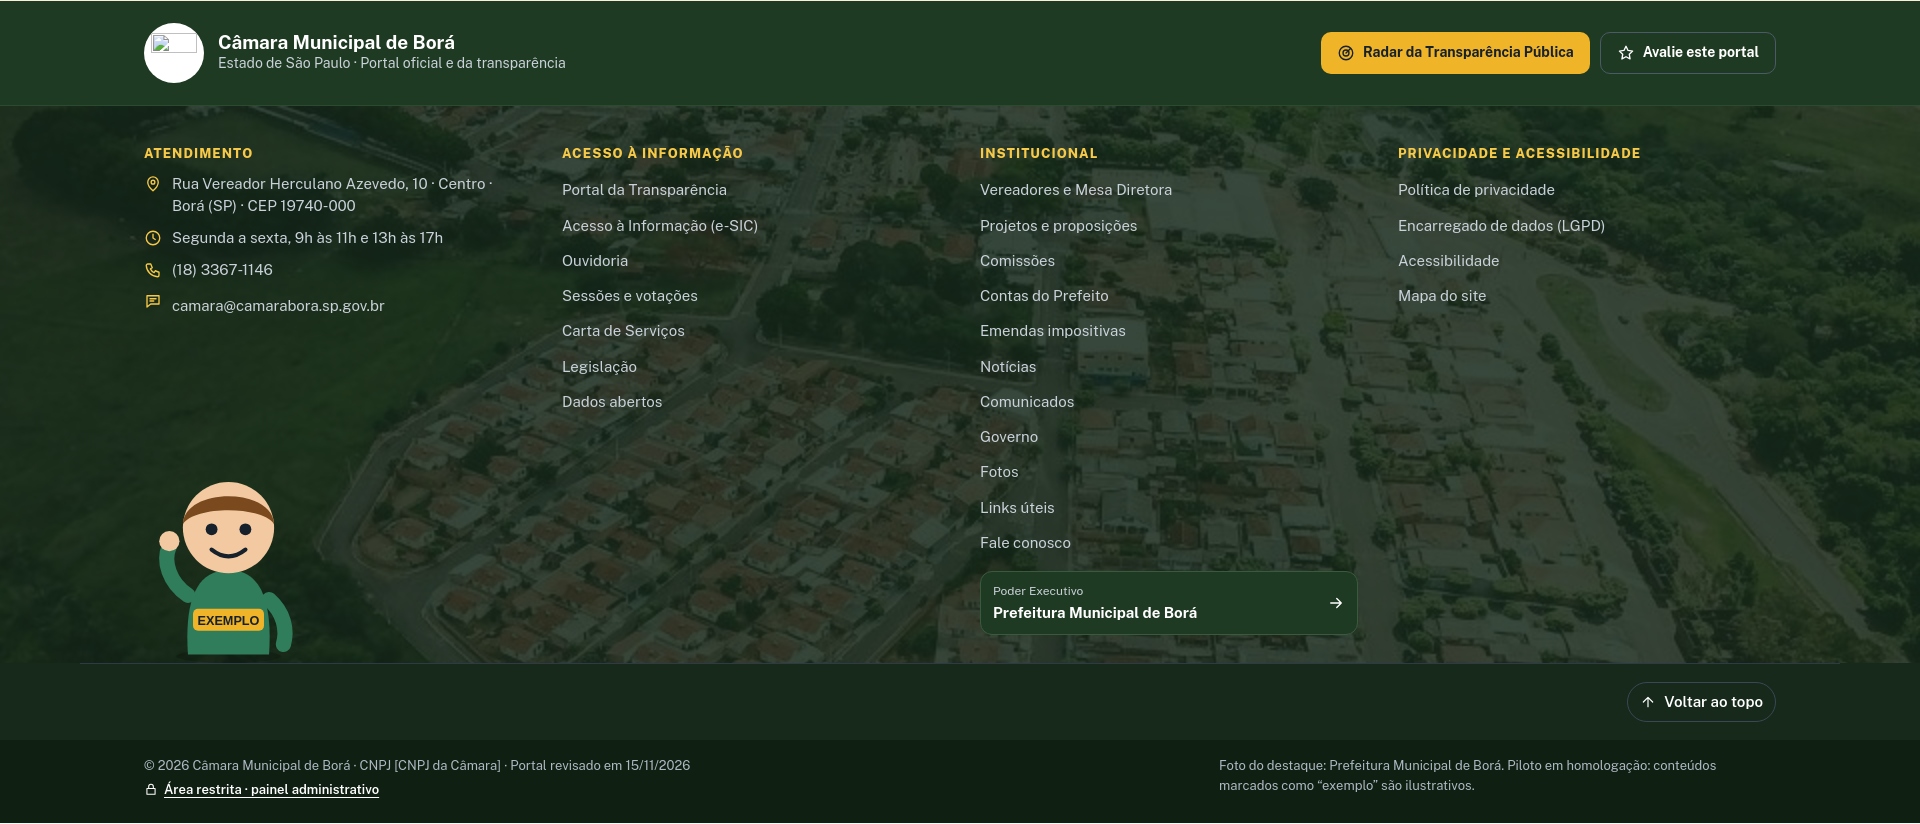 Câmara Municipal de Borá
Estado de São Paulo · Portal oficial e da transparência
Radar da Transparência Pública
Avalie este portal
ATENDIMENTO
Rua Vereador Herculano Azevedo, 10 · Centro ·
Borá (SP) · CEP 19740-000
Segunda a sexta, 9h às 11h e 13h às 17h
(18) 3367-1146
camara@camarabora.sp.gov.br
EXEMPLO
ACESSO À INFORMAÇÃO
Portal da Transparência
Acesso à Informação (e-SIC)
Ouvidoria
Sessões e votações
Carta de Serviços
Legislação
Dados abertos
INSTITUCIONAL
Vereadores e Mesa Diretora
Projetos e proposições
Comissões
Contas do Prefeito
Emendas impositivas
Notícias
Comunicados
Governo
Fotos
Links úteis
Fale conosco
Poder Executivo
Prefeitura Municipal de Borá
PRIVACIDADE E ACESSIBILIDADE
Política de privacidade
Encarregado de dados (LGPD)
Acessibilidade
Mapa do site
Voltar ao topo
© 2026 Câmara Municipal de Borá · CNPJ [CNPJ da Câmara] · Portal revisado em 15/11/2026
Área restrita · painel administrativo
Foto do destaque: Prefeitura Municipal de Borá. Piloto em homologação: conteúdos
marcados como “exemplo” são ilustrativos.